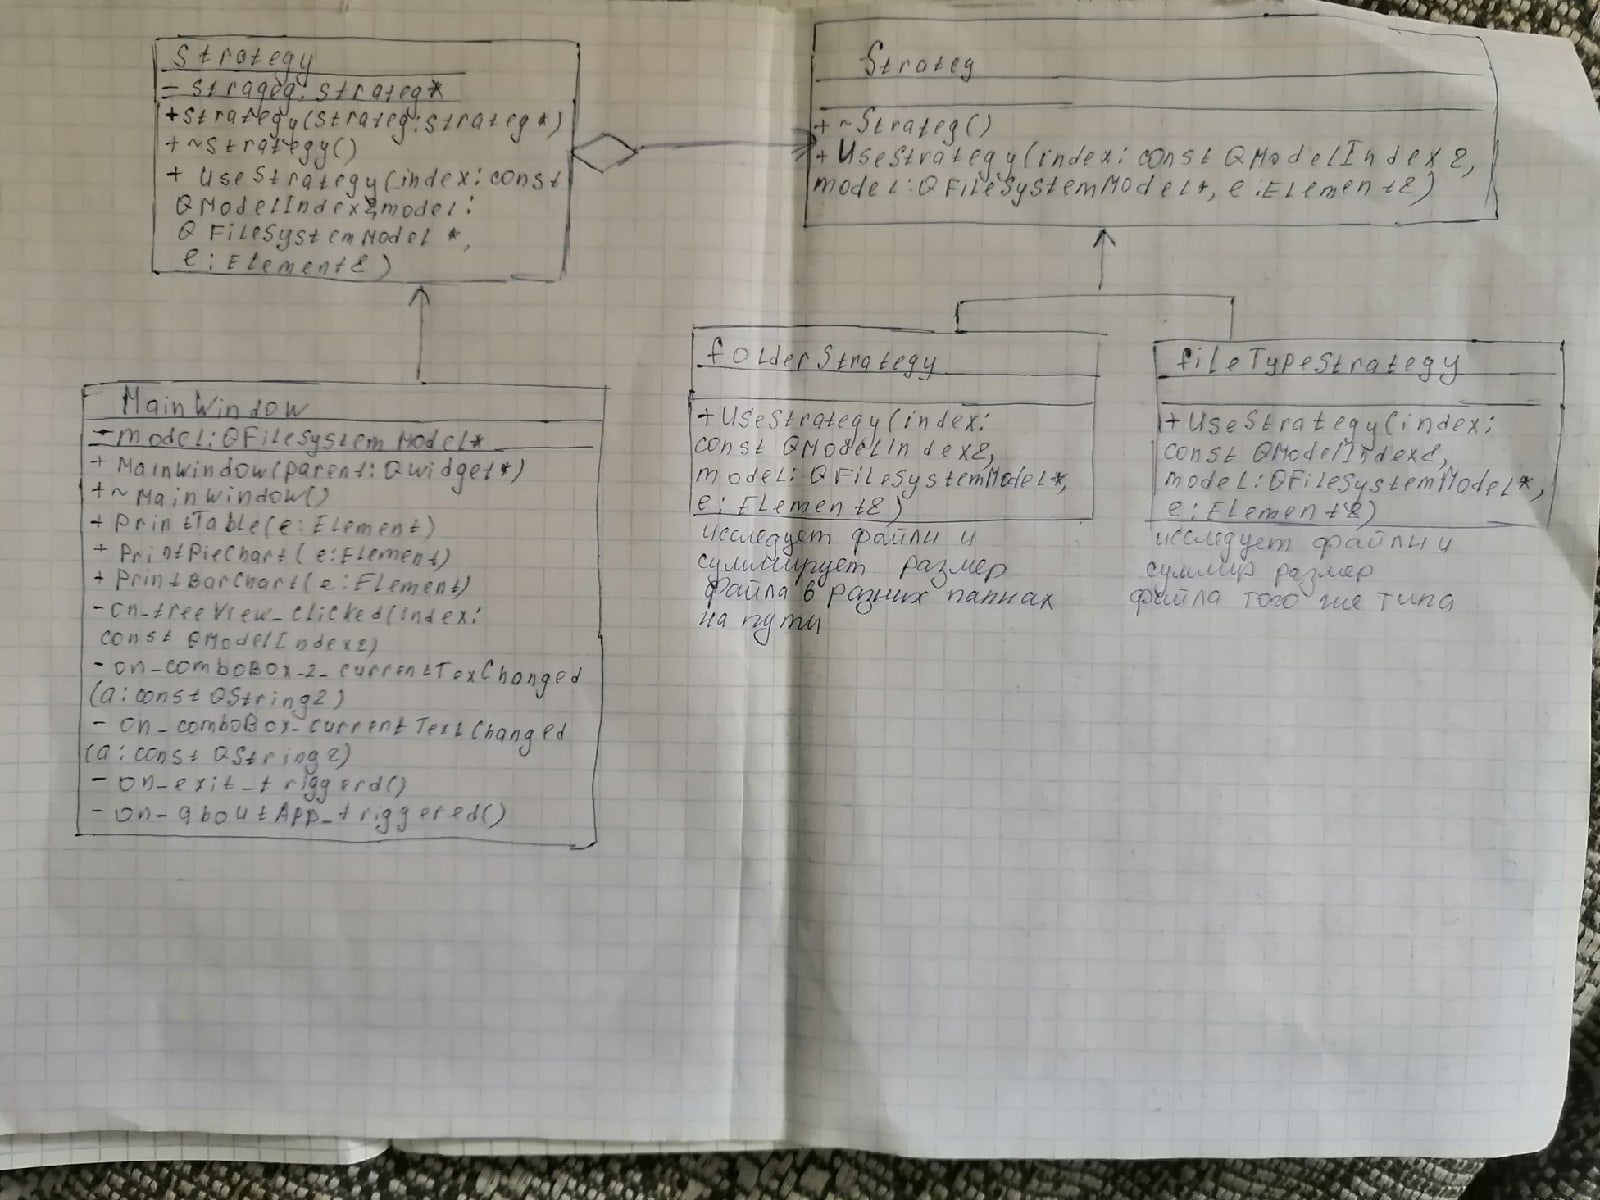 Strategy
- strageg: strateg*
+Strategy(Strateg:Strateg*)
+ ~Strategy()
+ UseStrategy(index: const
QModelIndex&,model:
QFileSystemModel *,
e: Element&)
Strateg
+ ~Strateg()
+ UseStrategy(index: const QModelIndex &,
model: QFileSystemModel*, e: Element&)
MainWindow
- model: QFileSystemModel*
+ MainWindow(parent: QWidget*)
+ ~MainWindow()
+ PrintTable(e: Element)
+ PrintPieChart(e:Element)
+ PrintBarChart(e: Element)
- on_treeView_clicked(index:
const QModelIndex&)
- on_comboBox_2_currentTexChanged
(a: const QString&)
- on_comboBox_currentTextChanged
(a: const QString&)
- on_exit_triggerd()
- on_aboutApp_triggered()
folderStrategy
+ UseStrategy(index:
const QModelIndex&,
model: QFileSystemModel*,
e: Element&)
исследует файлы и
суммирует размер
файла в разных папках
на пути
fileTypeStrategy
+ UseStrategy(index:
const QModelIndex&,
model: QFileSystemModel*,
e: Element&)
исследует файлы и
суммир размер
файла того же типа